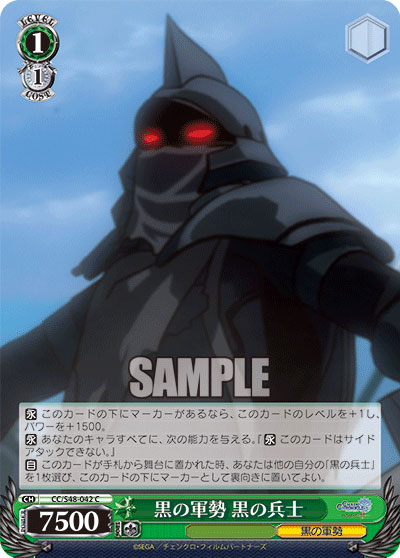 LEVEL
1
1
COST
SAMPLE
永 このカードの下にマーカーがあるなら、このカードのレベルを+1し、
パワーを+1500。
永 あなたのキャラすべてに、次の能力を与える。『永 このカードはサイド
アタックできない。』
自 このカードが手札から舞台に置かれた時、あなたは他の自分の「黒の兵士」
を1枚選び、このカードの下にマーカーとして裏向きに置いてよい。
CH
CC/S48-042 C
黒の軍勢 黒の兵士
7500
黒の軍勢
©SEGA / チェンクロ・フィルムパートナーズ